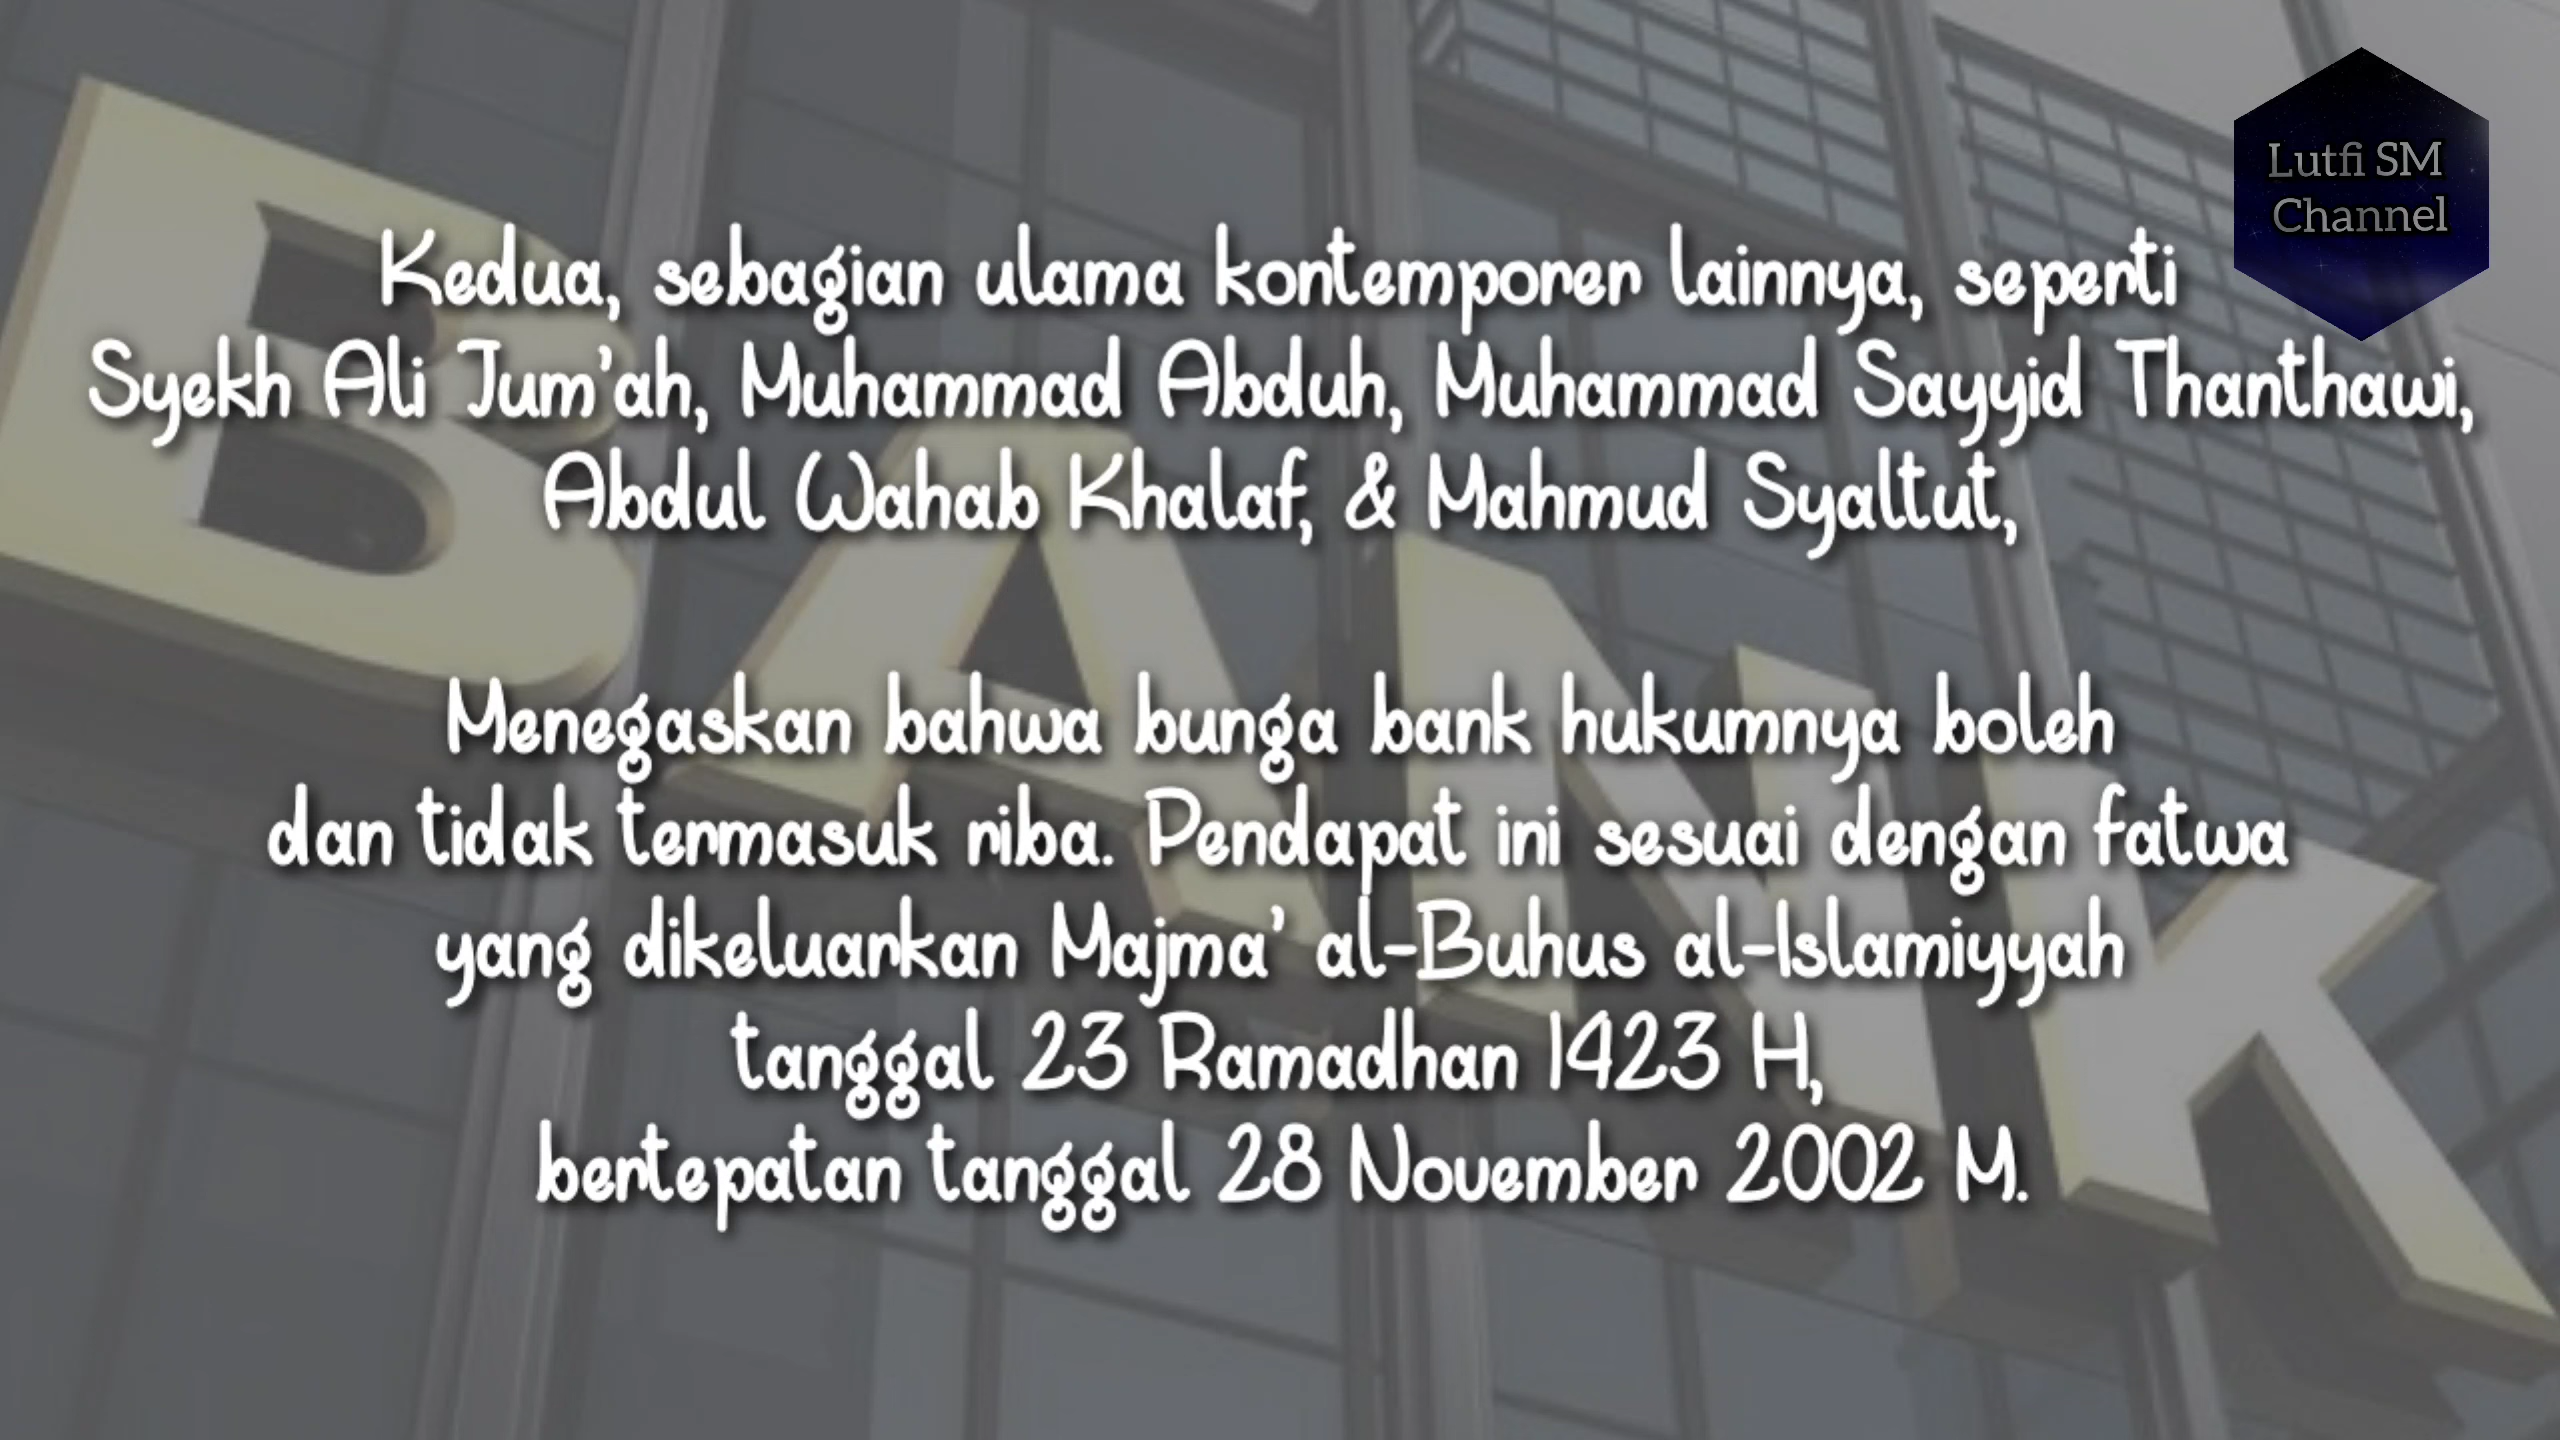 Lutfi SM
Channel
Kedua, sebagian ulama kontemporer lainnya, seperti
Syekh Ali Jum'ah, Muhammad Abduh, Muhammad Sayyid Thanthawi,
Abdul Wahab Khalaf, & Mahmud Syaltut,
Menegaskan bahwa bunga bank hukumnya boleh
dan tidak termasuk riba. Pendapat ini sesuai dengan fatwa
yang dikeluarkan Majma' al-Buhus al-Islamiyyah
tanggal 23 Ramadhan 1423 H,
bertepatan tanggal 28 November 2002 M.
BANK